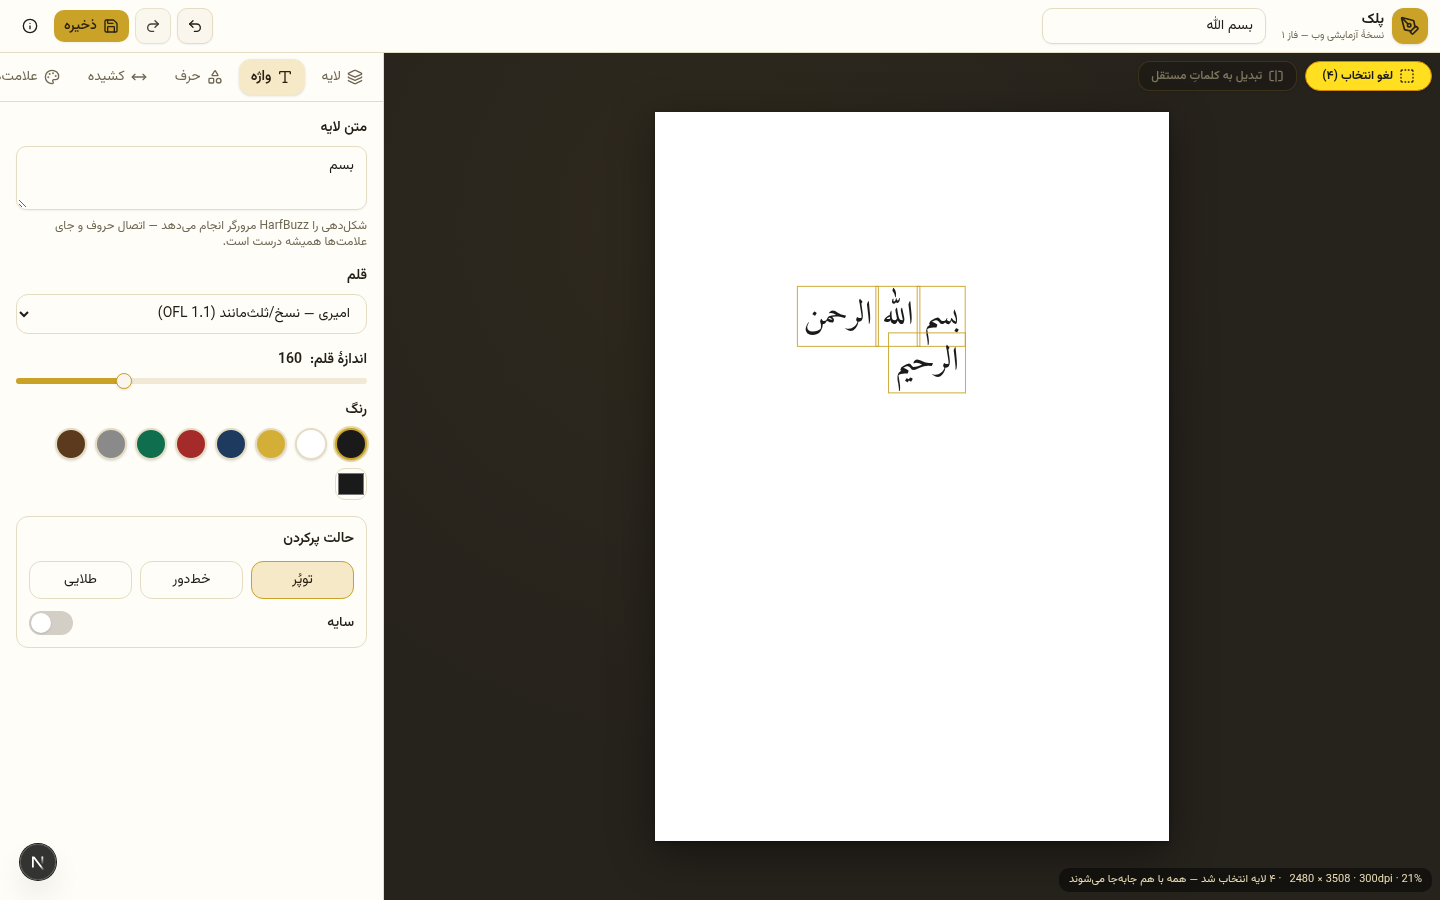 پلک
نسخهٔ آزمایشی وب — فاز ۱
بسم الله
ذخیره
لغو انتخاب (۴)
تبدیل به کلماتِ مستقل
لایه
واژه
حرف
کشیده
علامت‌
متن لایه
بسم
شکل‌دهی را HarfBuzz مرورگر انجام می‌دهد — اتصال حروف و جای
علامت‌ها همیشه درست است.
قلم
امیری — نسخ/ثلث‌مانند (OFL 1.1)
اندازهٔ قلم: 160
رنگ
حالت پرکردن
توپُر
خط‌دور
طلایی
سایه
بسم الله الرحمن
الرحیم
۴ لایه انتخاب شد — همه با هم جابه‌جا می‌شوند · 2480 × 3508 · 300dpi · 21%